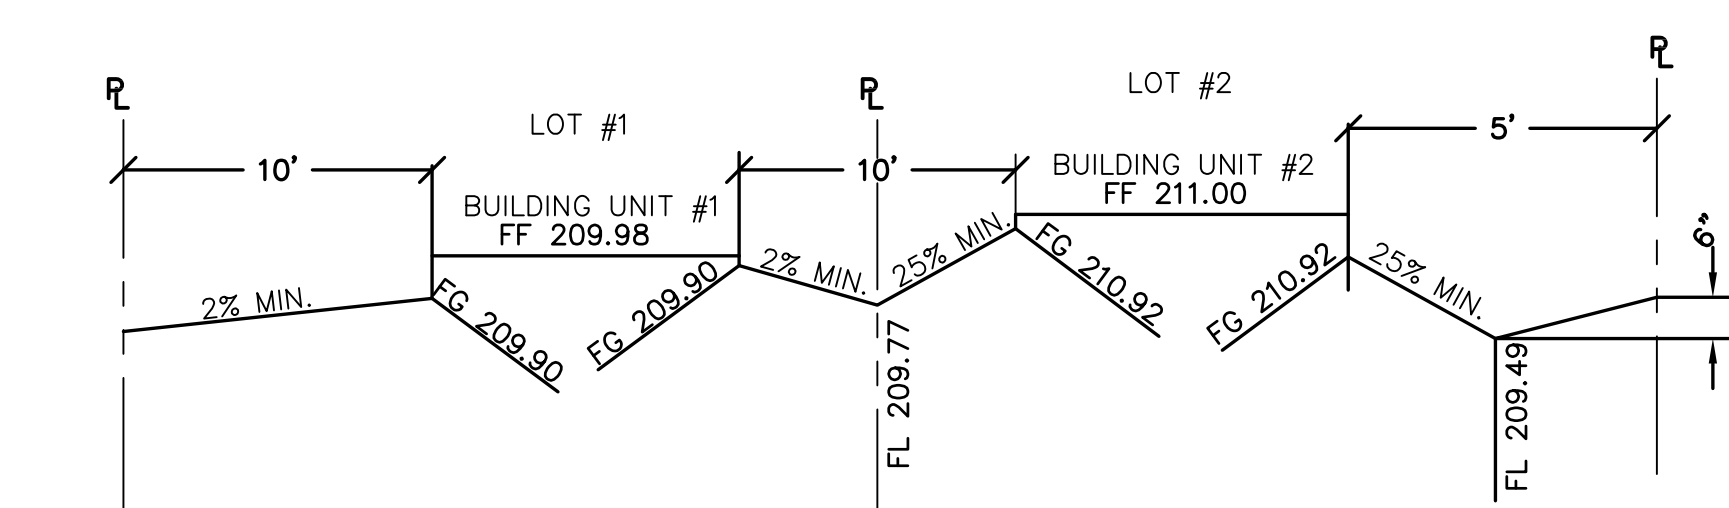 PL
PL
PL
LOT #2
LOT #1
10'
10'
5'
BUILDING UNIT #2
FF 211.00
BUILDING UNIT #1
FF 209.98
6"
2% MIN.
FG 209.90
FG 209.90
2% MIN.
25% MIN.
FG 210.92
FG 210.92
25% MIN.
FL 209.77
FL 209.49